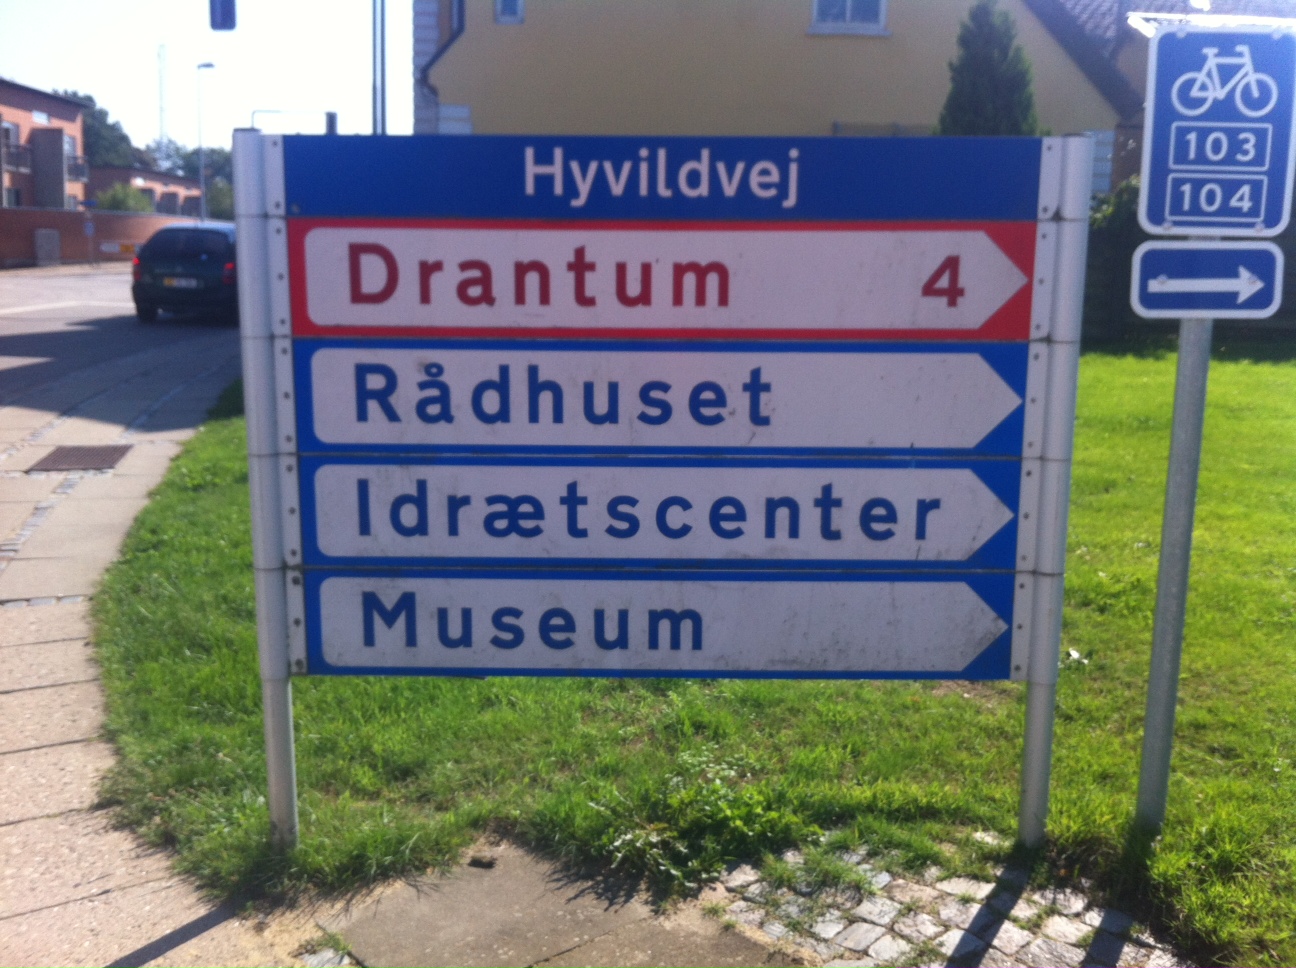 Hyvildvej
Drantum 4
Rådhuset
Idrætscenter
Museum
103
104